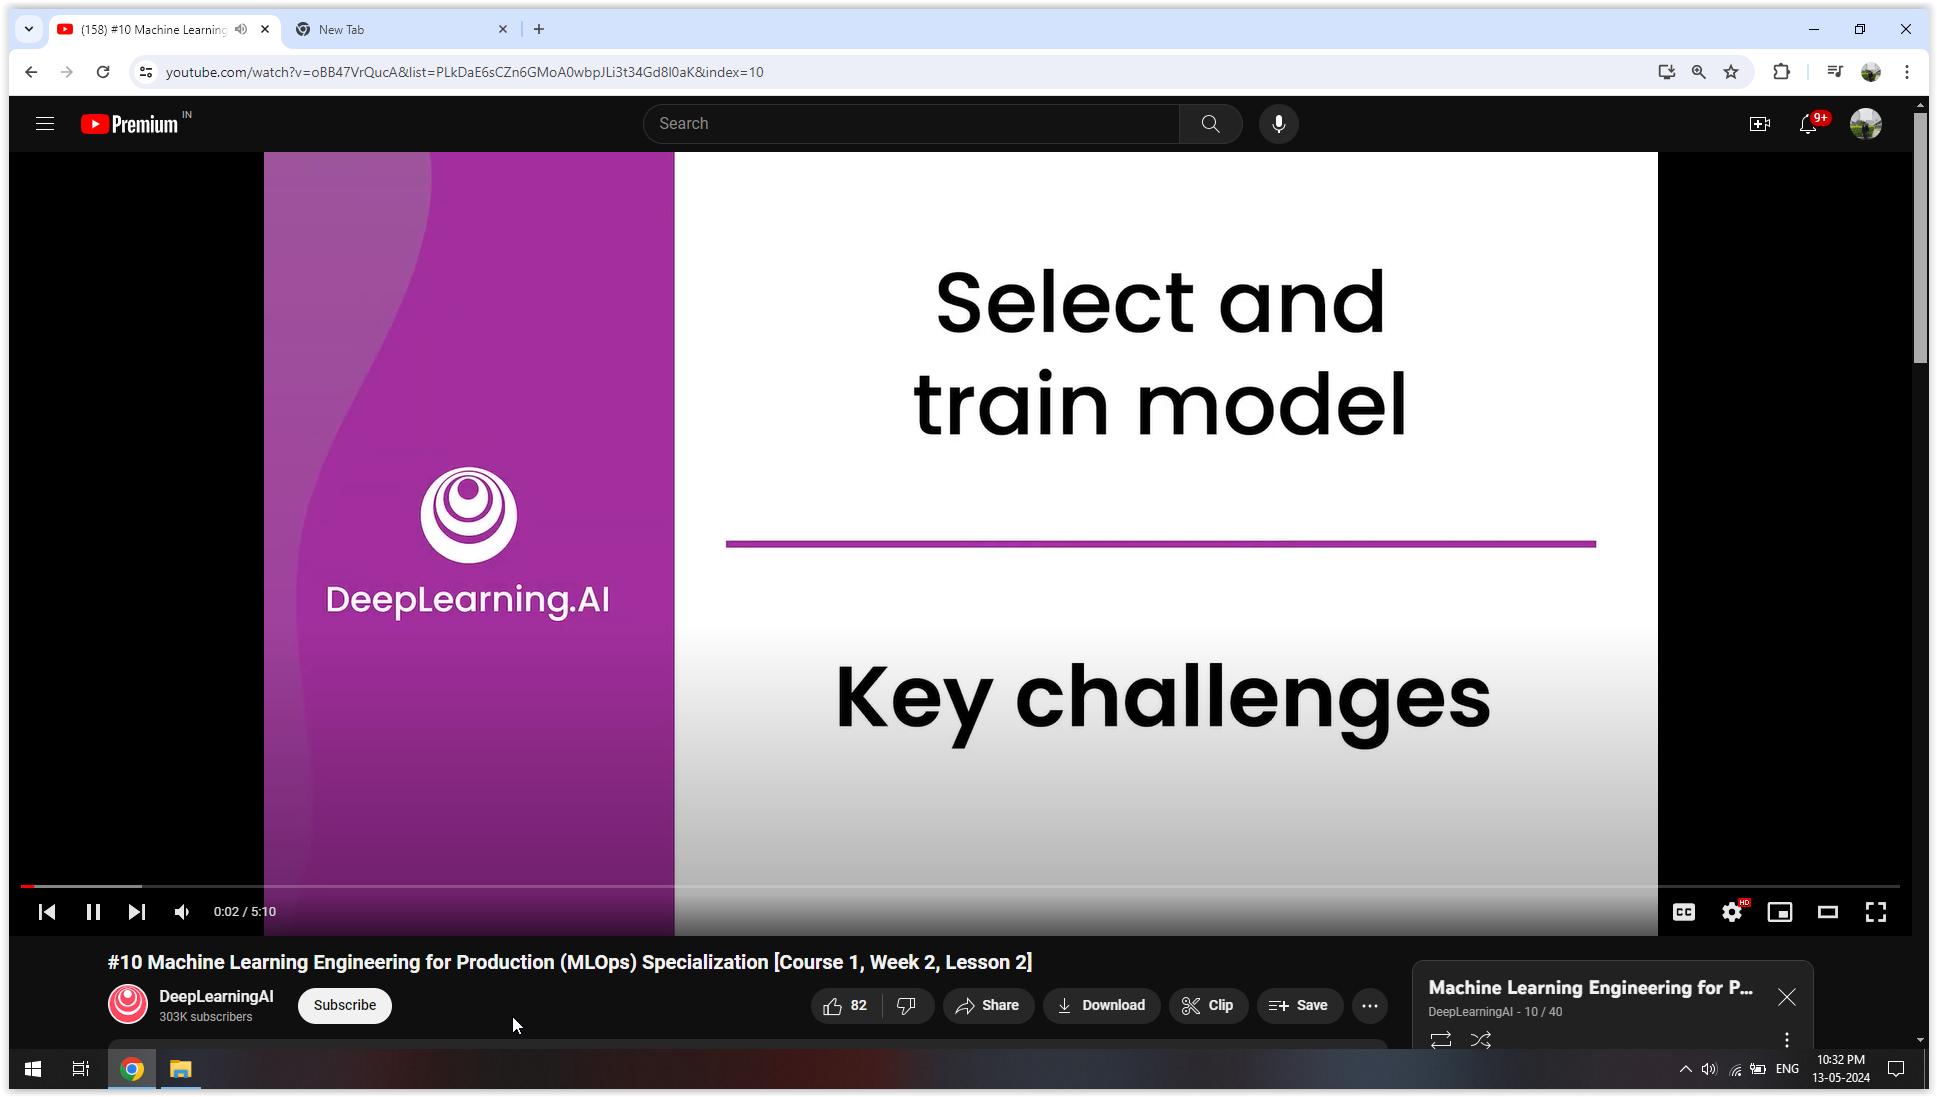 (158) #10 Machine Learning
New Tab
youtube.com/watch?v=oBB47VrQucA&list=PLkDaE6sCZn6GMoA0wbpJLi3t34Gd8l0aK&index=10
Premium IN
Search
9+
Select and
train model
DeepLearning.AI
Key challenges
0:02 / 5:10
CC
HD
#10 Machine Learning Engineering for Production (MLOps) Specialization [Course 1, Week 2, Lesson 2]
DeepLearningAI
303K subscribers
Subscribe
82
Share
Download
Clip
Save
Machine Learning Engineering for P...
DeepLearningAI - 10 / 40
ENG
10:32 PM
13-05-2024